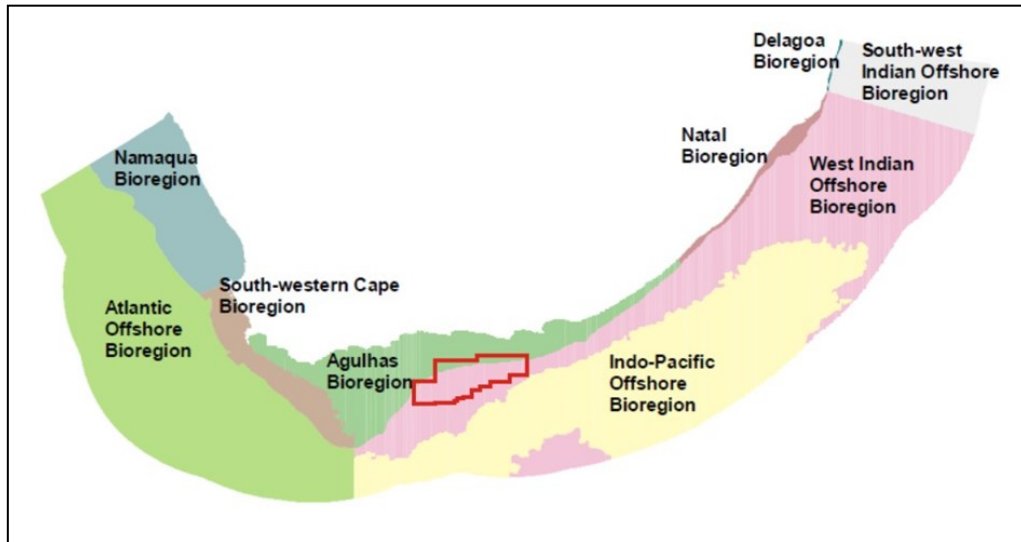 Delagoa
Bioregion
South-west
Indian Offshore
Bioregion
Namaqua
Bioregion
Natal
Bioregion
West Indian
Offshore
Bioregion
South-western Cape
Bioregion
Atlantic
Offshore
Bioregion
Agulhas
Bioregion
Indo-Pacific
Offshore
Bioregion